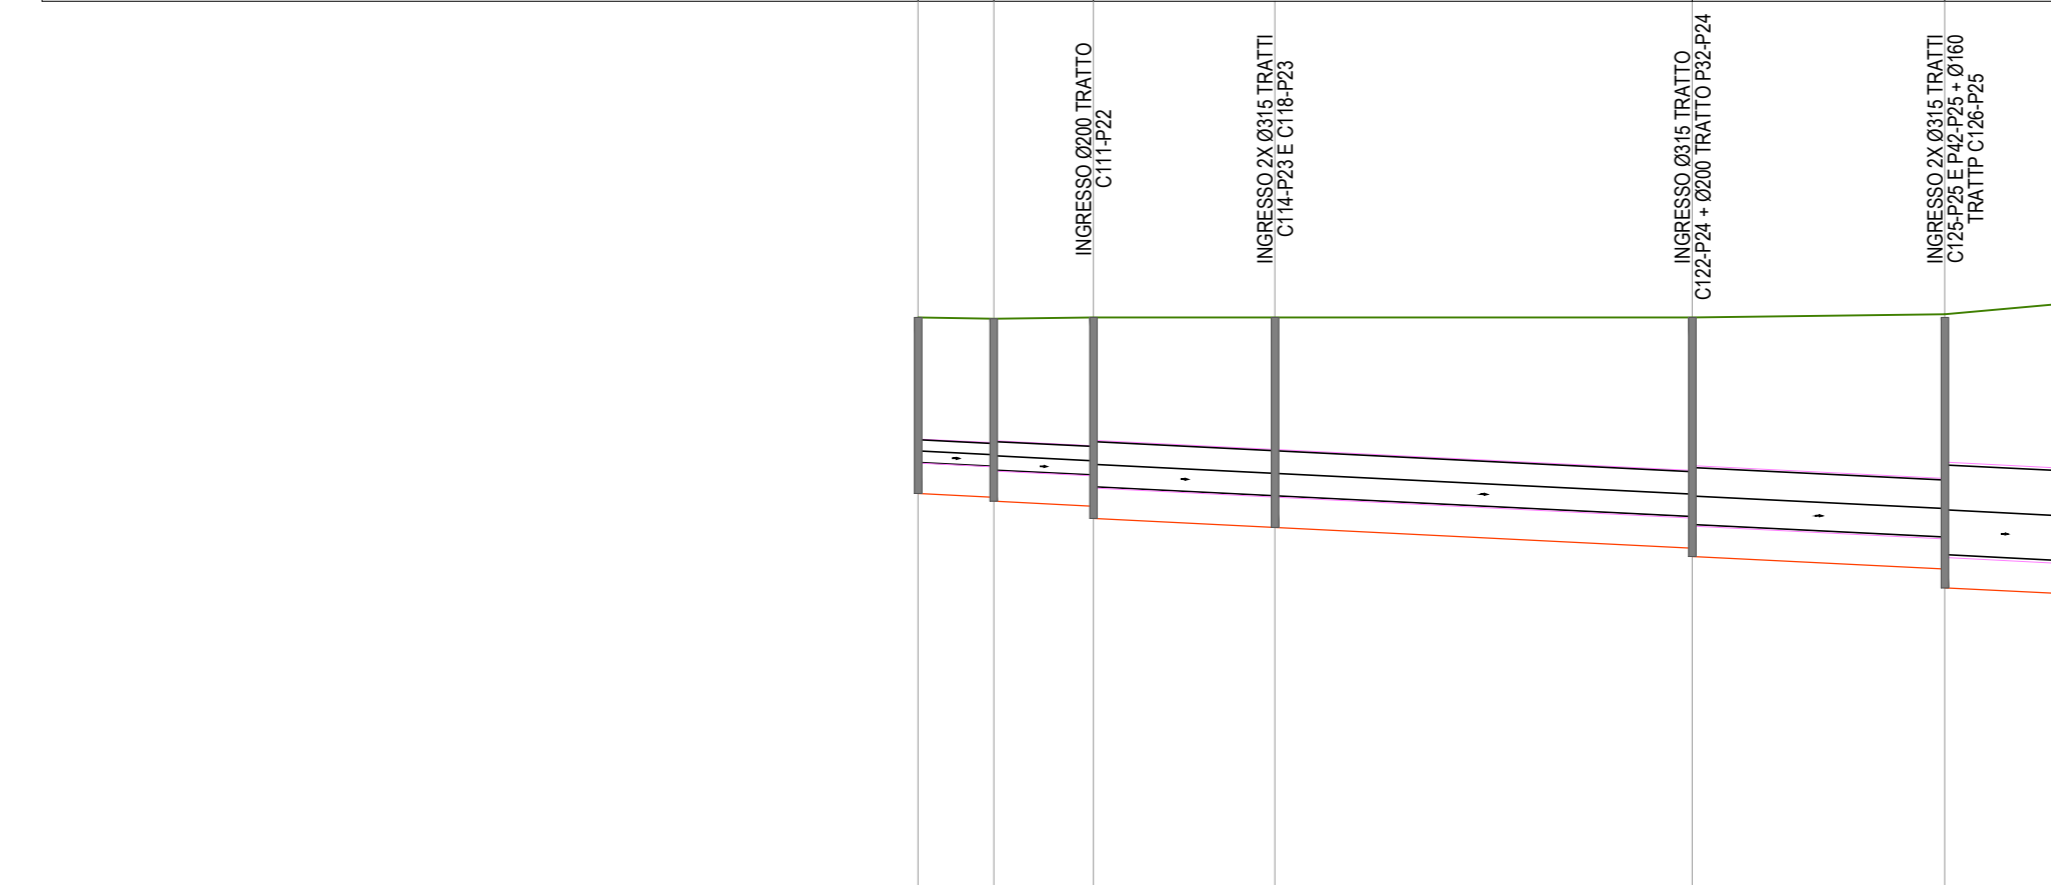 INGRESSO Ø200 TRATTO
C111-P22
INGRESSO 2X Ø315 TRATTI
C114-P23 E C118-P23
INGRESSO Ø315 TRATTO
C122-P24 + Ø200 TRATTO P32-P24
INGRESSO 2X Ø315 TRATTI
C125-P25 E P42-P25 + Ø160
TRATTP C126-P25